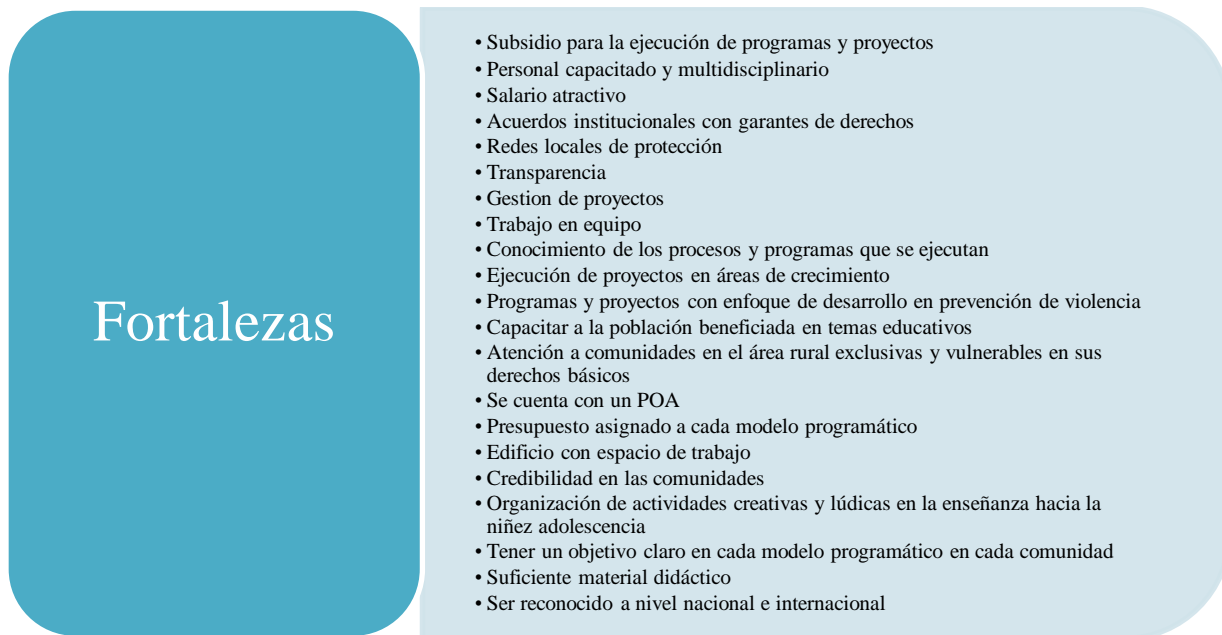 Fortalezas
• Subsidio para la ejecución de programas y proyectos
• Personal capacitado y multidisciplinario
• Salario atractivo
• Acuerdos institucionales con garantes de derechos
• Redes locales de protección
• Transparencia
• Gestion de proyectos
• Trabajo en equipo
• Conocimiento de los procesos y programas que se ejecutan
• Ejecución de proyectos en áreas de crecimiento
• Programas y proyectos con enfoque de desarrollo en prevención de violencia
• Capacitar a la población beneficiada en temas educativos
• Atención a comunidades en el área rural exclusivas y vulnerables en sus
derechos básicos
• Se cuenta con un POA
• Presupuesto asignado a cada modelo programático
• Edificio con espacio de trabajo
• Credibilidad en las comunidades
• Organización de actividades creativas y lúdicas en la enseñanza hacia la
niñez adolescencia
• Tener un objetivo claro en cada modelo programático en cada comunidad
• Suficiente material didáctico
• Ser reconocido a nivel nacional e internacional